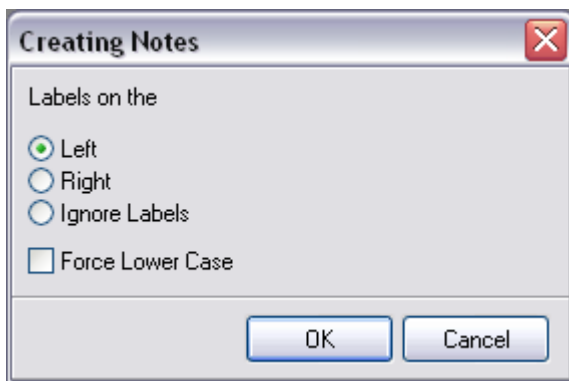 Creating Notes
Labels on the
Left
Right
Ignore Labels
Force Lower Case
OK Cancel